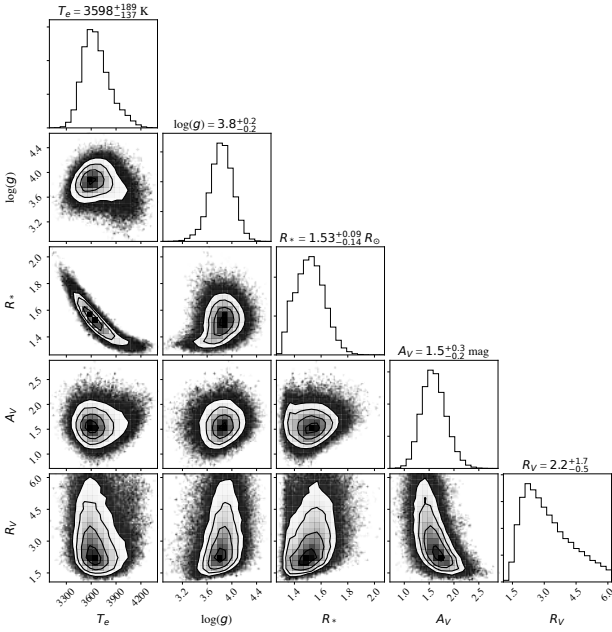 T_e = 3598^{+189}_{-137} K
log(g) = 3.8^{+0.2}_{-0.2}
4.4
4.0
3.6
3.2
log(g)
R_* = 1.53^{+0.09}_{-0.14} R_⊙
2.0
1.8
1.6
1.4
R_*
A_V = 1.5^{+0.3}_{-0.2} mag
2.5
2.0
1.5
1.0
A_V
R_V = 2.2^{+1.7}_{-0.5}
6.0
4.5
3.0
1.5
R_V
3300 3600 3900 4200
3.2 4.0 4.4
1.4 1.6 1.8 2.0
1.0 1.5 2.0 2.5
1.5 3.0 4.5 6.0
T_e log(g) R_* A_V R_V